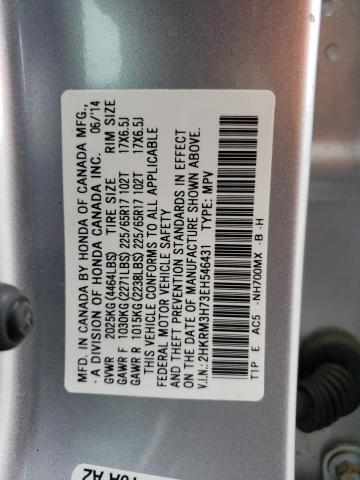 MFD. IN CANADA BY HONDA OF CANADA MFG.,
A DIVISION OF HONDA CANADA INC. 06/'14
GVWR 2025KG (4464LBS) TIRE SIZE RIM SIZE
GAWR F 1030KG (2271LBS) 225/65R17 102T 17X6.5J
GAWR R 1015KG (2238LBS) 225/65R17 102T 17X6.5J
THIS VEHICLE CONFORMS TO ALL APPLICABLE
FEDERAL MOTOR VEHICLE SAFETY
AND THEFT PREVENTION STANDARDS IN EFFECT
ON THE DATE OF MANUFACTURE SHOWN ABOVE.
V.I.N.: 2HKRM3H73EH546431 TYPE: MPV
T1P E AC5 -NH700MX -B -H